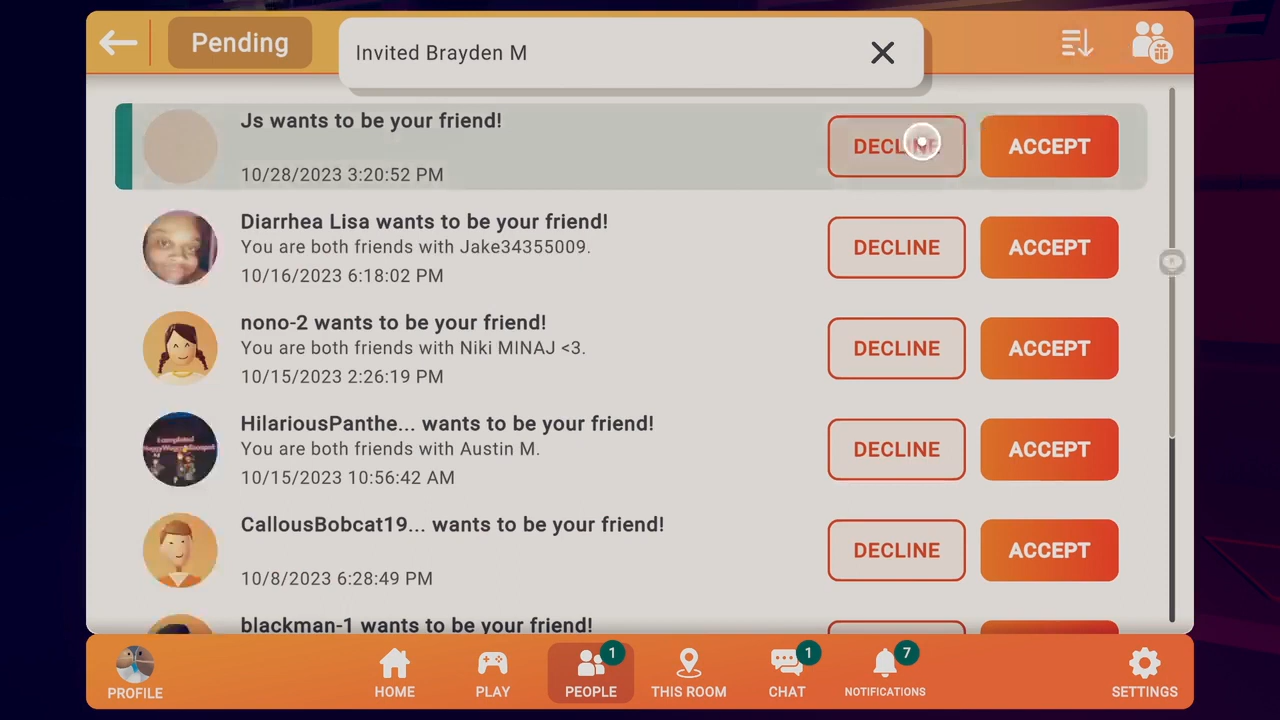 Pending
Invited Brayden M
Js wants to be your friend!
10/28/2023 3:20:52 PM
DECLINE
ACCEPT
Diarrhea Lisa wants to be your friend!
You are both friends with Jake34355009.
10/16/2023 6:18:02 PM
DECLINE
ACCEPT
nono-2 wants to be your friend!
You are both friends with Niki MINAJ <3.
10/15/2023 2:26:19 PM
DECLINE
ACCEPT
HilariousPanthe... wants to be your friend!
You are both friends with Austin M.
10/15/2023 10:56:42 AM
DECLINE
ACCEPT
CallousBobcat19... wants to be your friend!
10/8/2023 6:28:49 PM
DECLINE
ACCEPT
blackman-1 wants to be your friend!
PROFILE
HOME
PLAY
1
PEOPLE
THIS ROOM
1
CHAT
7
NOTIFICATIONS
SETTINGS